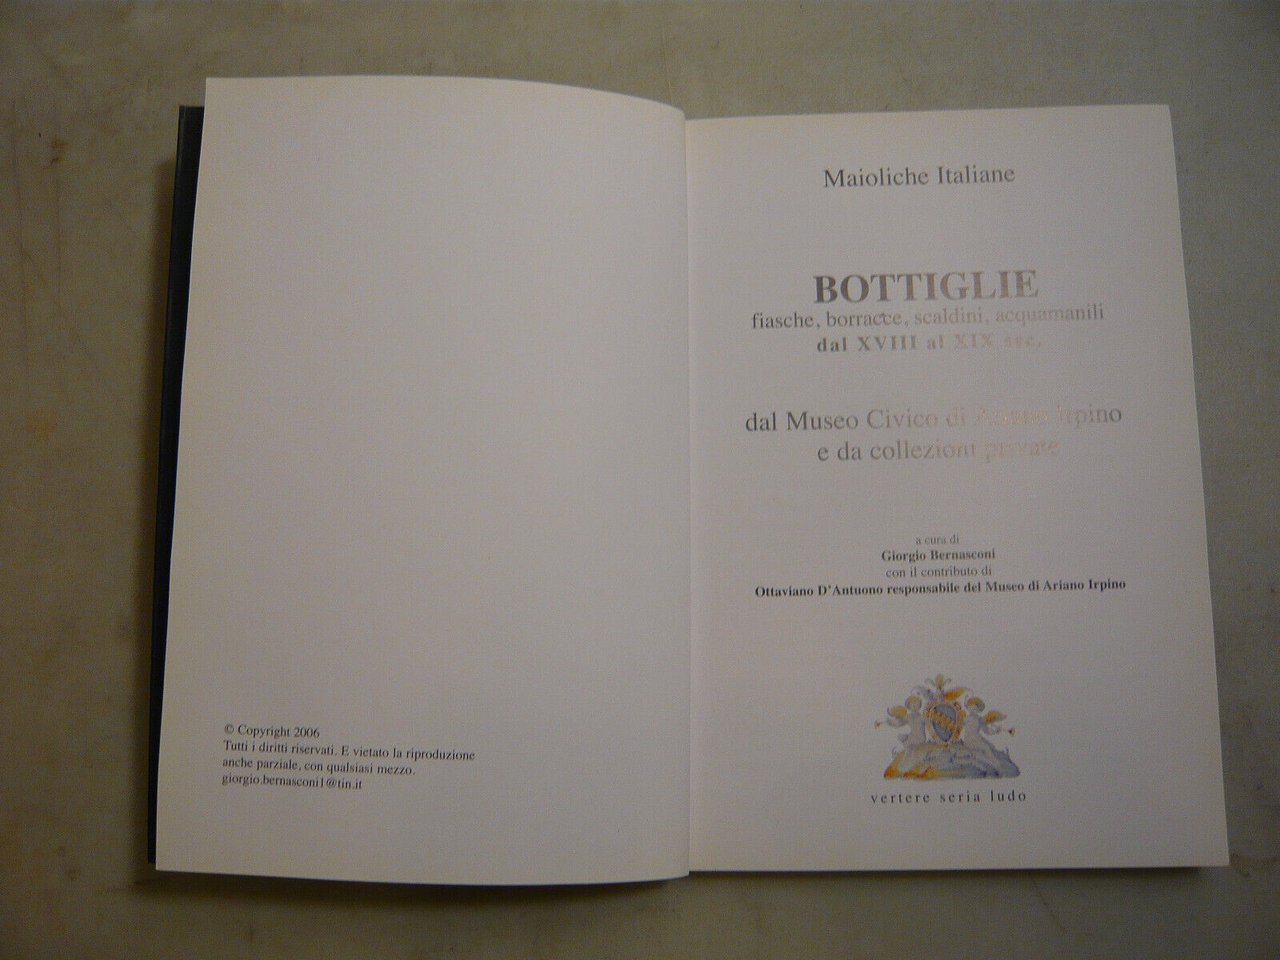 © Copyright 2006
Tutti i diritti riservati. E vietato la riproduzione
anche parziale, con qualsiasi mezzo.
giorgio.bernasconi1@tin.it
Maioliche Italiane
BOTTIGLIE
fiasche, borracce, scaldini, acquamanili
dal XVIII al XIX sec.
dal Museo Civico di Ariano Irpino
e da collezioni private
a cura di
Giorgio Bernasconi
con il contributo di
Ottaviano D'Antuono responsabile del Museo di Ariano Irpino
vertere seria ludo